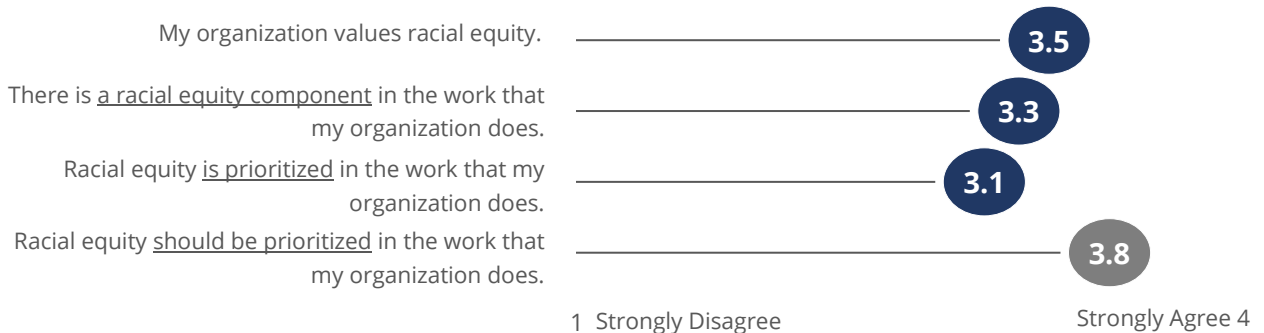 My organization values racial equity.
3.5
There is a racial equity component in the work that
my organization does.
3.3
Racial equity is prioritized in the work that my
organization does.
3.1
Racial equity should be prioritized in the work that
my organization does.
3.8
1 Strongly Disagree
Strongly Agree 4